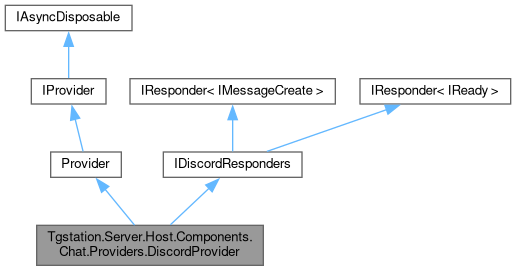 IAsyncDisposable
IProvider
IResponder< IMessageCreate >
IResponder< IReady >
Provider
IDiscordResponders
Tgstation.Server.Host.Components.
Chat.Providers.DiscordProvider